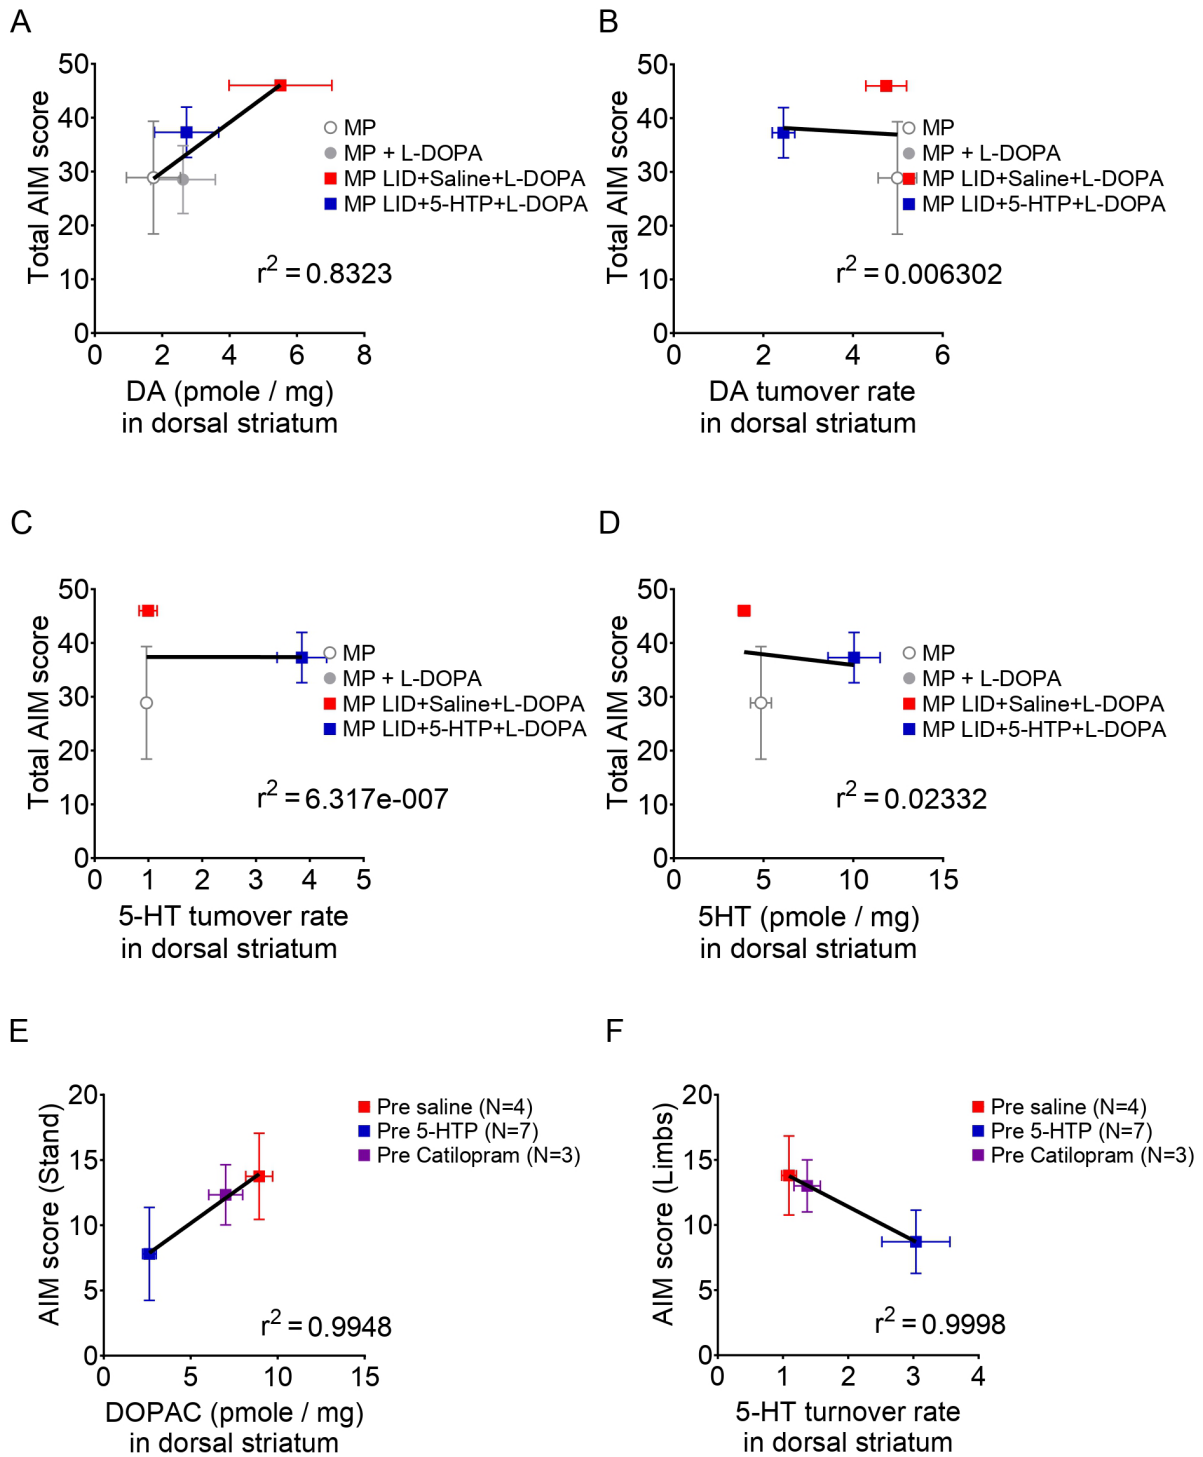 A
50
40
30
20
10
0
Total AIM score
MP
MP + L-DOPA
MP LID+Saline+L-DOPA
MP LID+5-HTP+L-DOPA
r2 = 0.8323
0 2 4 6 8
DA (pmole / mg)
in dorsal striatum
B
50
40
30
20
10
0
Total AIM score
MP
MP + L-DOPA
MP LID+Saline+L-DOPA
MP LID+5-HTP+L-DOPA
r2 = 0.006302
0 2 4 6
DA tumover rate
in dorsal striatum
C
50
40
30
20
10
0
Total AIM score
MP
MP + L-DOPA
MP LID+Saline+L-DOPA
MP LID+5-HTP+L-DOPA
r2 = 6.317e-007
0 1 2 3 4 5
5-HT tumover rate
in dorsal striatum
D
50
40
30
20
10
0
Total AIM score
MP
MP + L-DOPA
MP LID+Saline+L-DOPA
MP LID+5-HTP+L-DOPA
r2 = 0.02332
0 5 10 15
5HT (pmole / mg)
in dorsal striatum
E
20
15
10
5
0
AIM score (Stand)
Pre saline (N=4)
Pre 5-HTP (N=7)
Pre Catilopram (N=3)
r2 = 0.9948
0 5 10 15
DOPAC (pmole / mg)
in dorsal striatum
F
20
15
10
5
0
AIM score (Limbs)
Pre saline (N=4)
Pre 5-HTP (N=7)
Pre Catilopram (N=3)
r2 = 0.9998
0 1 2 3 4
5-HT turnover rate
in dorsal striatum